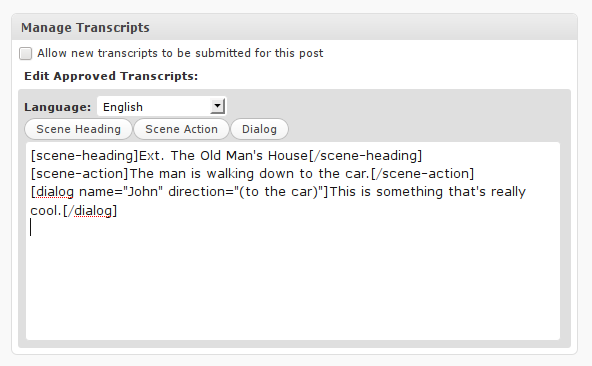 Manage Transcripts
Allow new transcripts to be submitted for this post
Edit Approved Transcripts:
Language: English
Scene Heading Scene Action Dialog
[scene-heading]Ext. The Old Man's House[/scene-heading]
[scene-action]The man is walking down to the car.[/scene-action]
[dialog name="John" direction="(to the car)"]This is something that's really
cool.[/dialog]